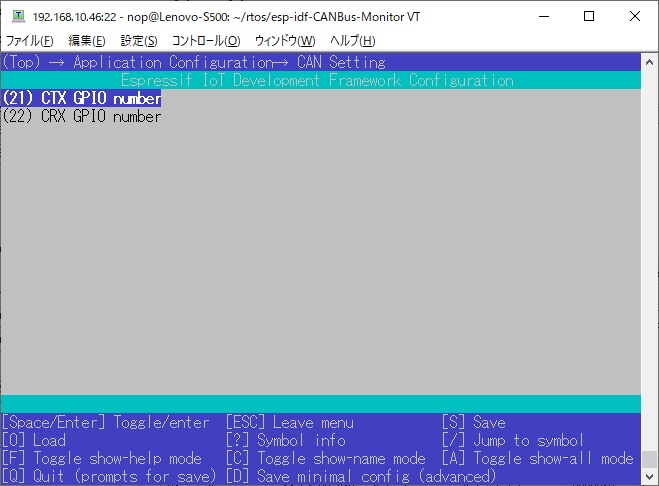 192.168.10.46:22 - nop@Lenovo-S500: ~/rtos/esp-idf-CANBus-Monitor VT
ファイル(F) 編集(E) 設定(S) コントロール(O) ウィンドウ(W) ヘルプ(H)
(Top) → Application Configuration→ CAN Setting
Espressif IoT Development Framework Configuration
(21) CTX GPIO number
(22) CRX GPIO number
[Space/Enter] Toggle/enter [ESC] Leave menu [S] Save
[O] Load [?] Symbol info [/] Jump to symbol
[F] Toggle show-help mode [C] Toggle show-name mode [A] Toggle show-all mode
[Q] Quit (prompts for save) [D] Save minimal config (advanced)